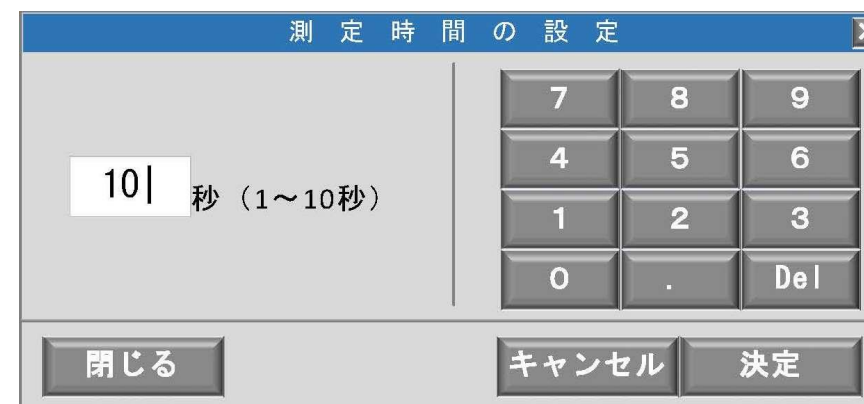 測定時間の設定
7 8 9
4 5 6
10 秒（1～10秒）
1 2 3
0 . Del
閉じる キャンセル 決定